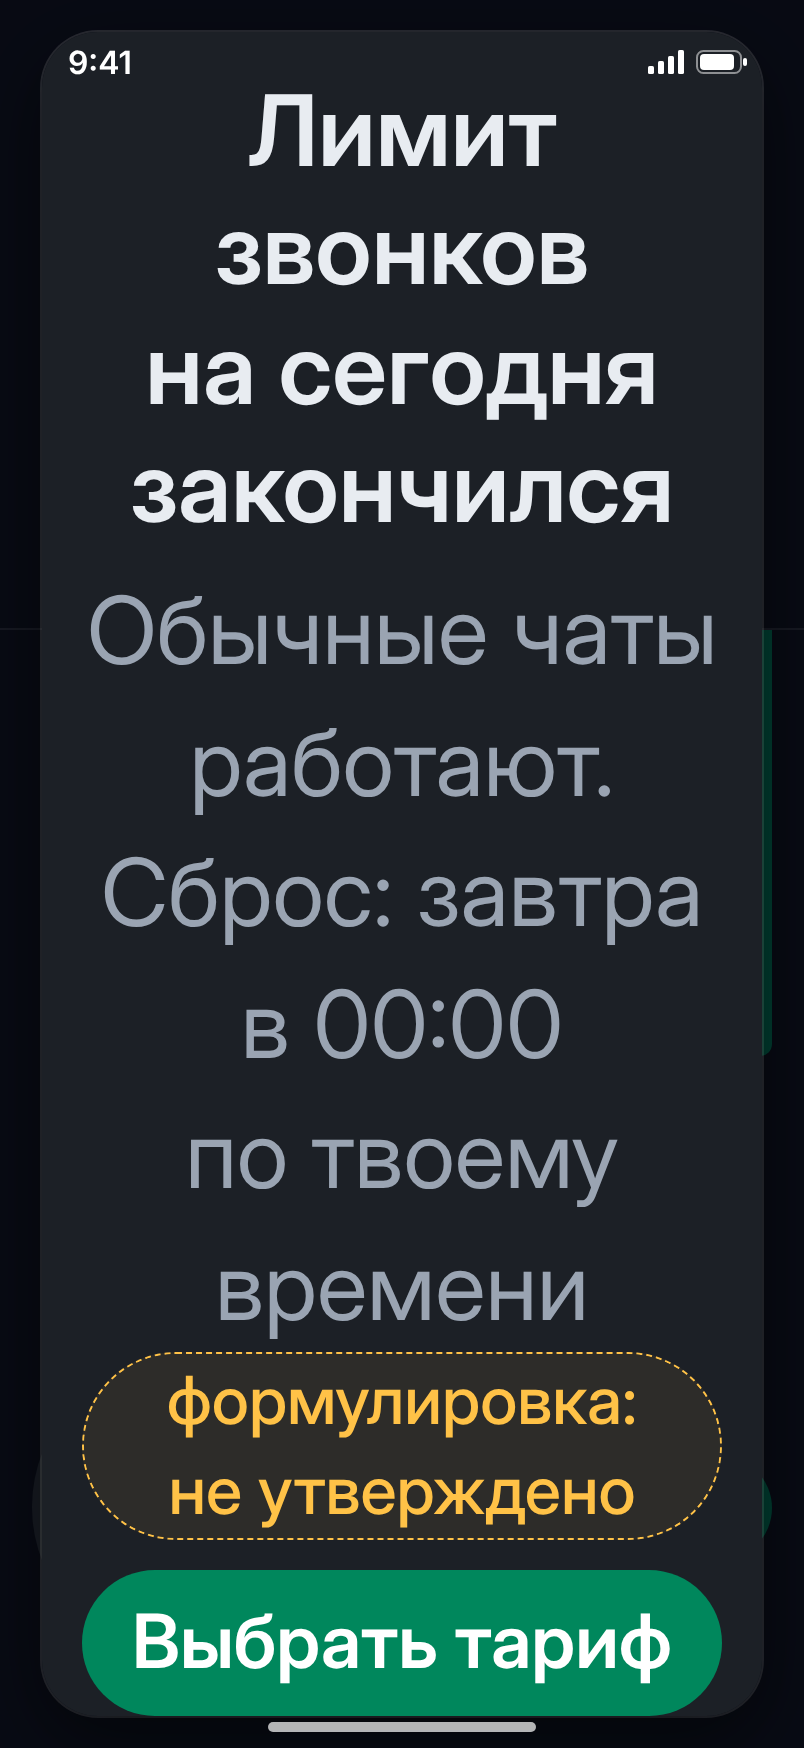 9:41
Лимит
звонков
на сегодня
закончился
Обычные чаты
работают.
Сброс: завтра
в 00:00
по твоему
времени
формулировка:
не утверждено
Выбрать тариф